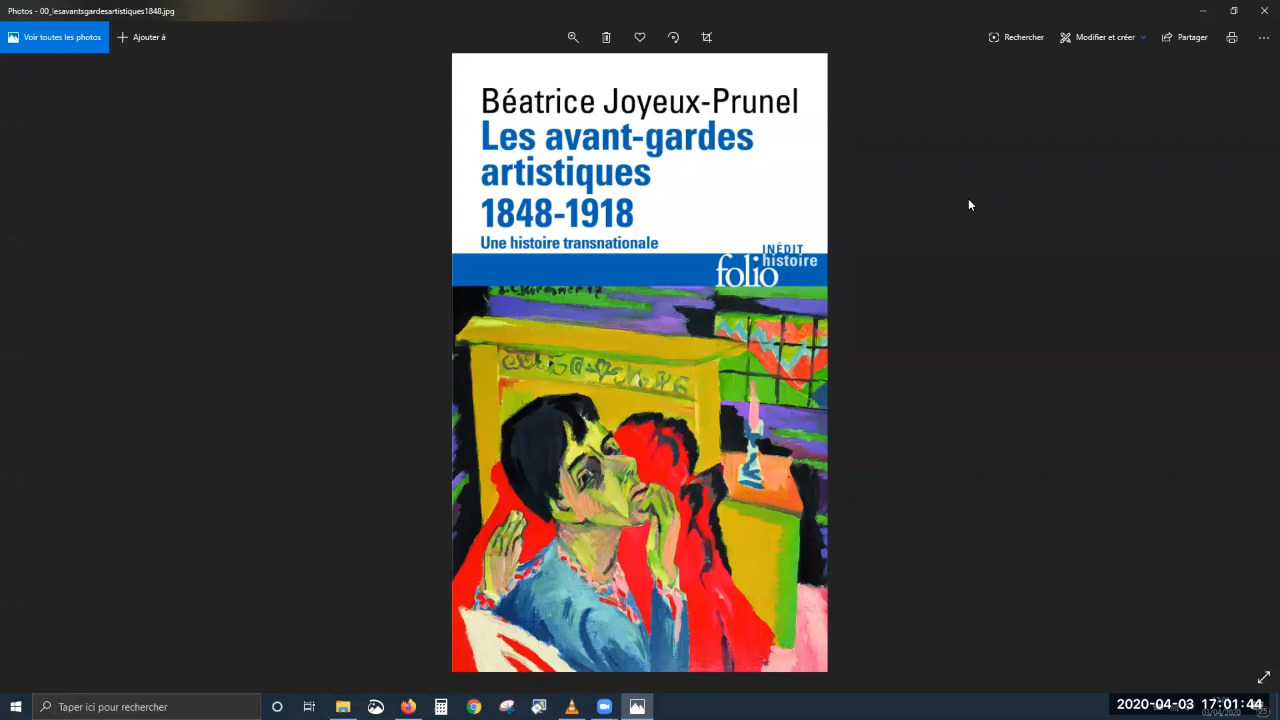 Photos - 00_lesavantsgardesartistiques1848.jpg
Voir toutes les photos
Ajouter à
Rechercher
Modifier et créer
Partager
Béatrice Joyeux-Prunel
Les avant-gardes
artistiques
1848-1918
Une histoire transnationale
INÉDIT
histoire
folio
Taper ici pour rechercher
2020-04-03 17:01:44